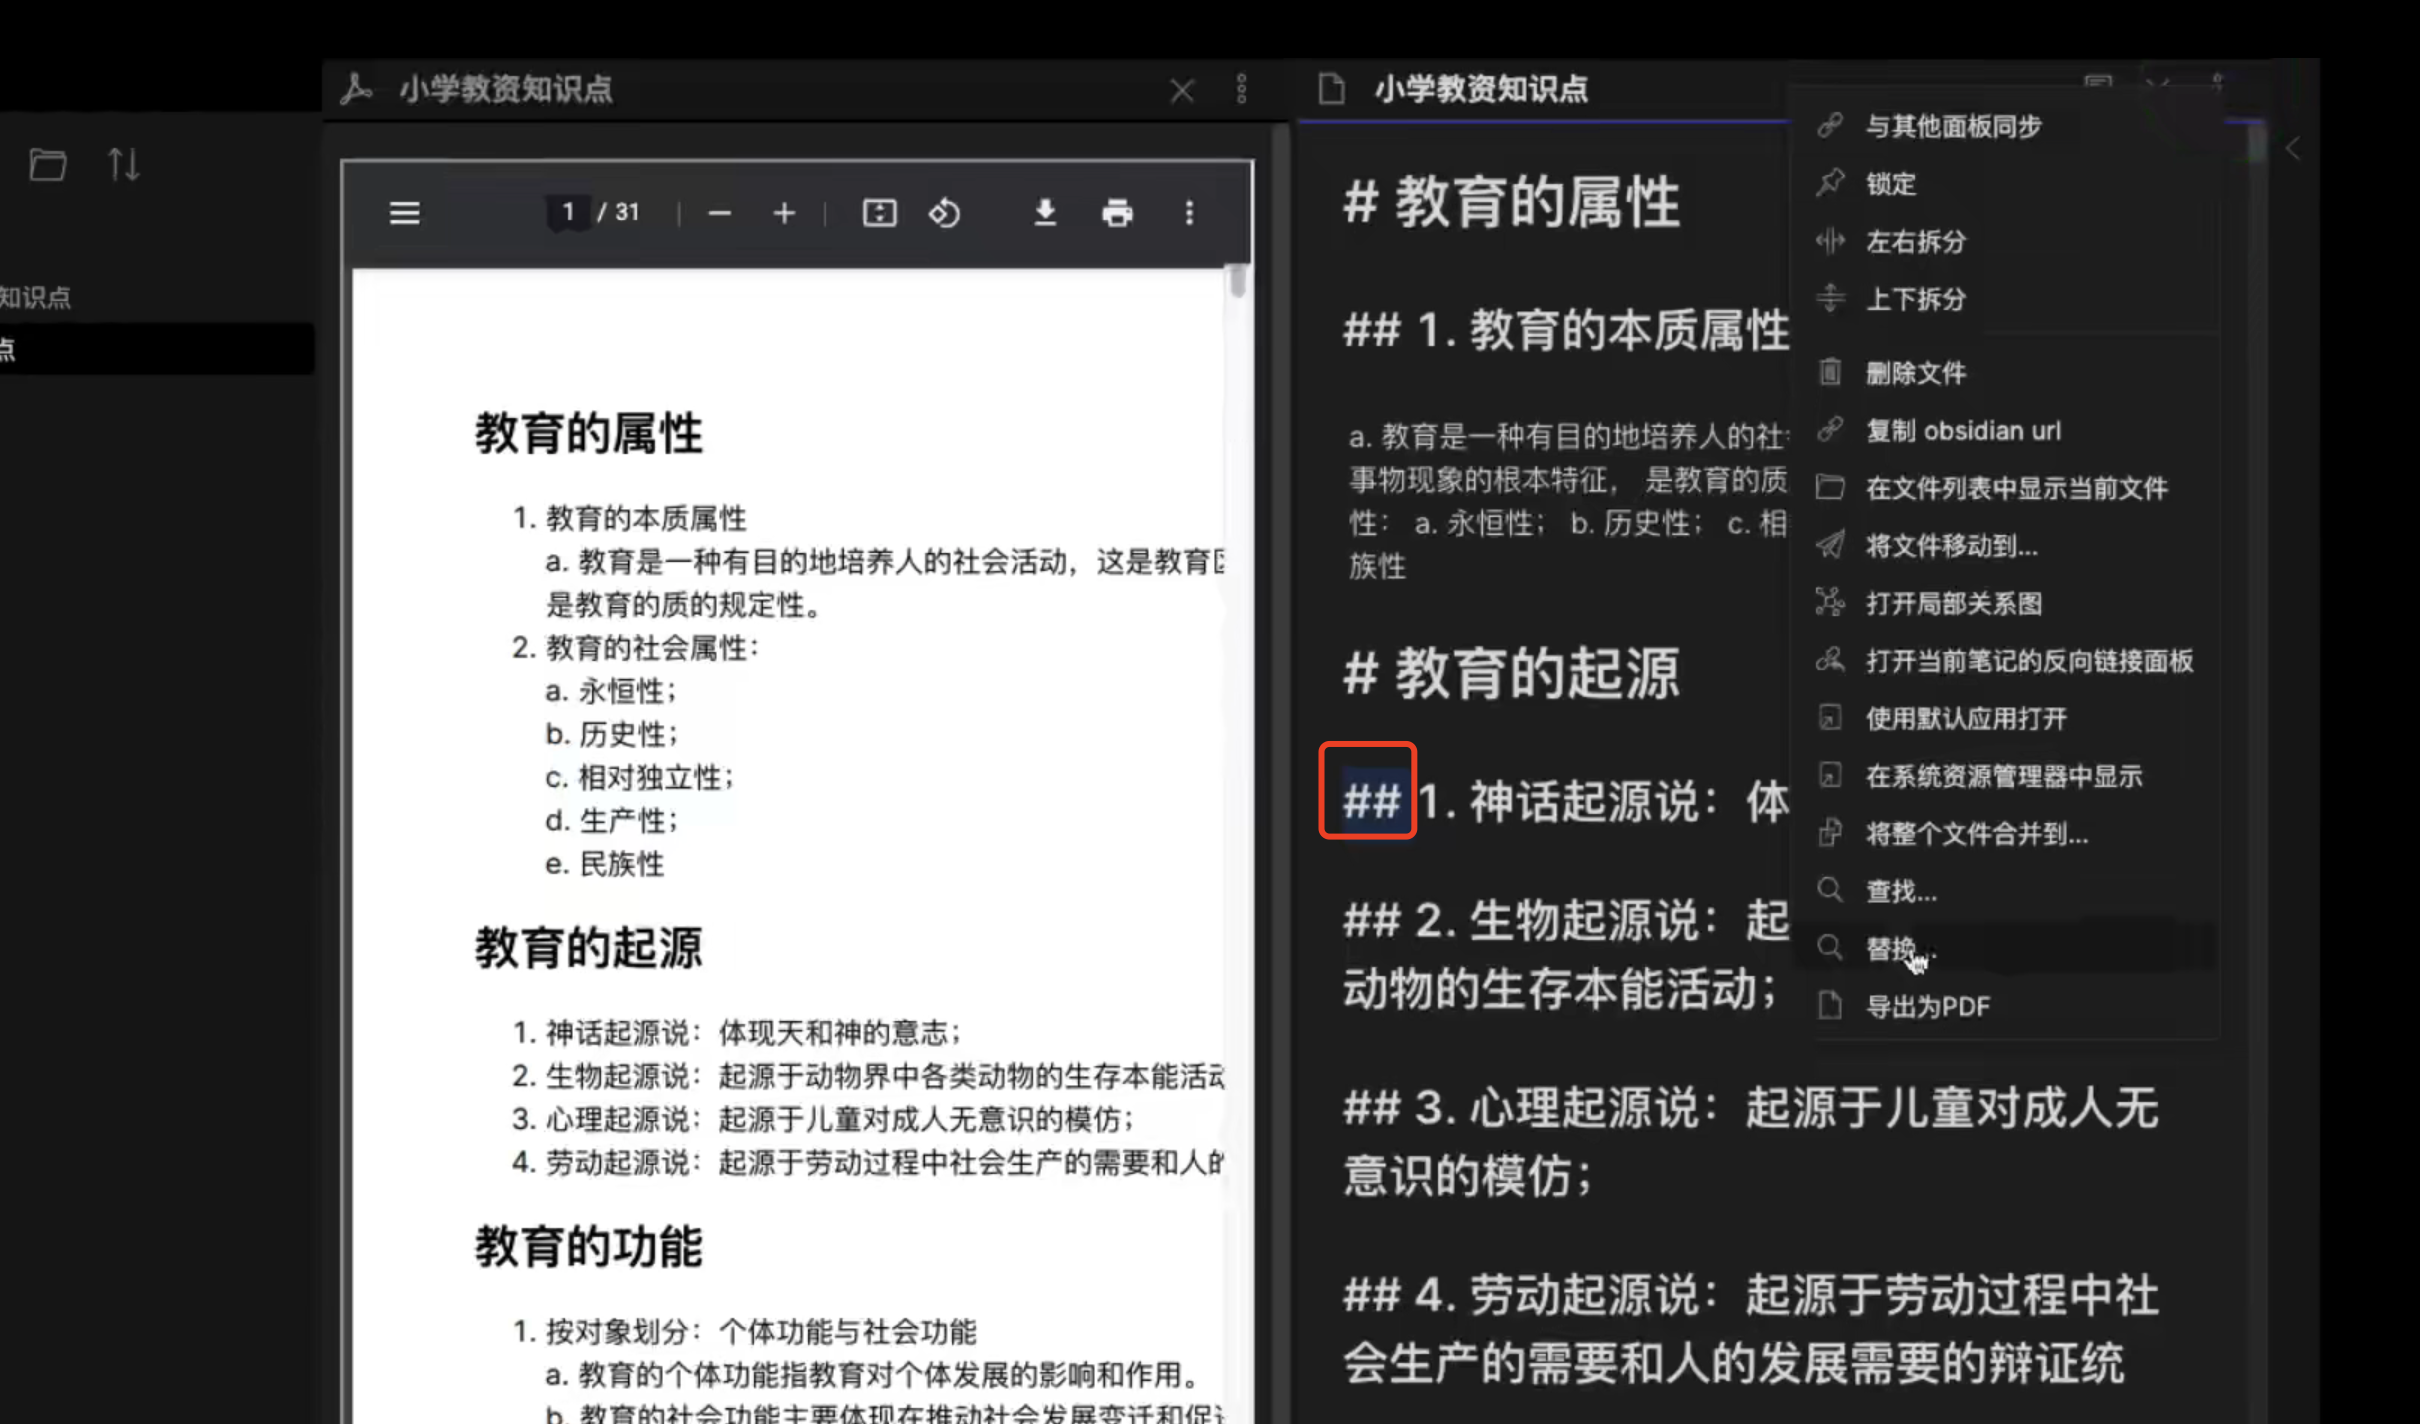 小学教资知识点
1 / 31
知识点
点
教育的属性
1. 教育的本质属性
a. 教育是一种有目的地培养人的社会活动，这是教育
是教育的质的规定性。
2. 教育的社会属性：
a. 永恒性；
b. 历史性；
c. 相对独立性；
d. 生产性；
e. 民族性
教育的起源
1. 神话起源说：体现天和神的意志；
2. 生物起源说：起源于动物界中各类动物的生存本能活动
3. 心理起源说：起源于儿童对成人无意识的模仿；
4. 劳动起源说：起源于劳动过程中社会生产的需要和人的
教育的功能
1. 按对象划分：个体功能与社会功能
a. 教育的个体功能指教育对个体发展的影响和作用。
b. 教育的社会功能主要体现在推动社会发展变迁和促进
小学教资知识点
# 教育的属性
## 1. 教育的本质属性
a. 教育是一种有目的地培养人的社
事物现象的根本特征， 是教育的质
性： a. 永恒性； b. 历史性； c. 相
族性
# 教育的起源
## 1. 神话起源说：体
## 2. 生物起源说：起
动物的生存本能活动；
## 3. 心理起源说：起源于儿童对成人无
意识的模仿；
## 4. 劳动起源说：起源于劳动过程中社
会生产的需要和人的发展需要的辩证统
与其他面板同步
锁定
左右拆分
上下拆分
删除文件
复制 obsidian url
在文件列表中显示当前文件
将文件移动到...
打开局部关系图
打开当前笔记的反向链接面板
使用默认应用打开
在系统资源管理器中显示
将整个文件合并到...
查找...
替换...
导出为PDF